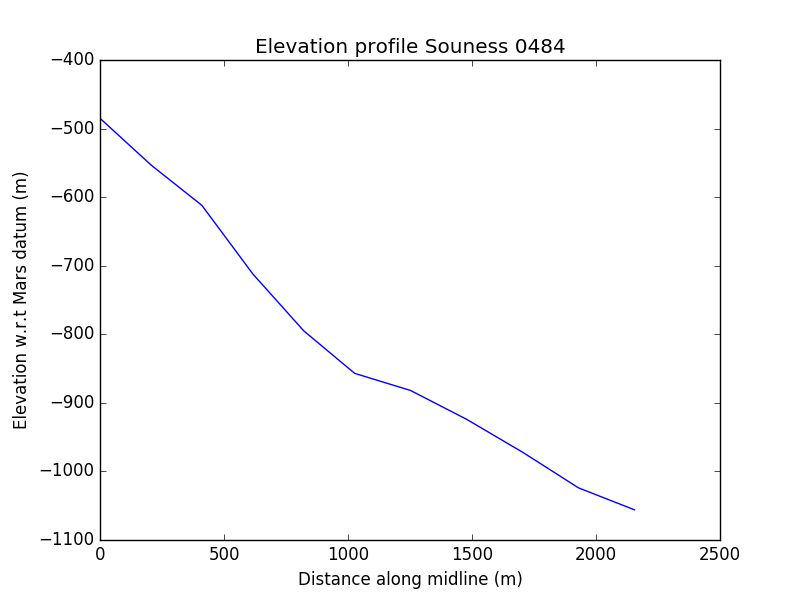 Elevation profile Souness 0484
−400
−500
−600
−700
−800
−900
−1000
−1100
Elevation w.r.t Mars datum (m)
0 500 1000 1500 2000 2500
Distance along midline (m)